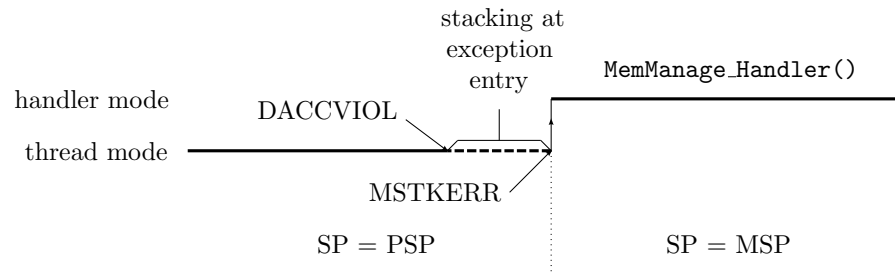 stacking at
exception
entry
MemManage_Handler()
handler mode
DACCVIOL
thread mode
MSTKERR
SP = PSP
SP = MSP